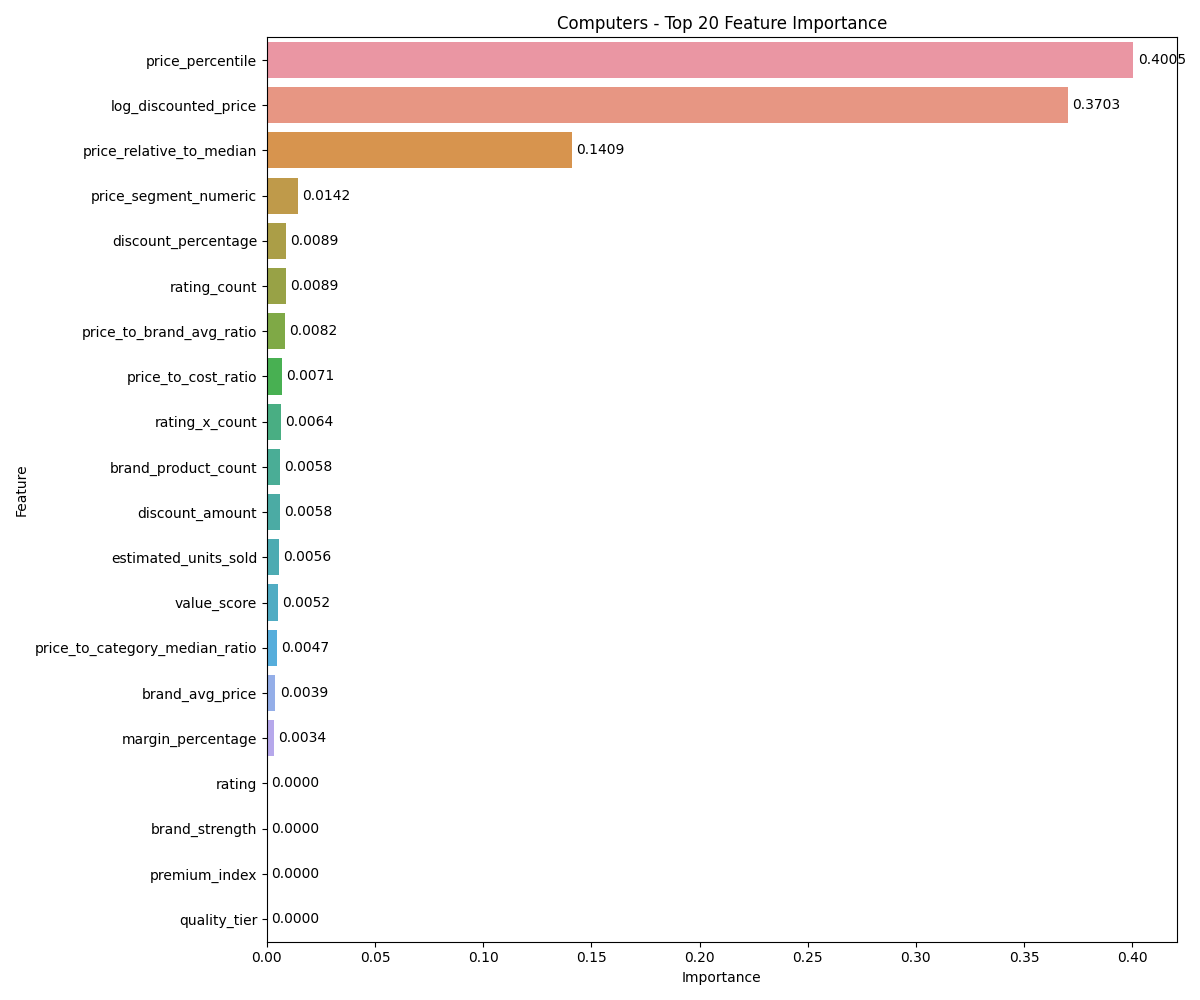 Computers - Top 20 Feature Importance
price_percentile 0.4005
log_discounted_price 0.3703
price_relative_to_median 0.1409
price_segment_numeric 0.0142
discount_percentage 0.0089
rating_count 0.0089
price_to_brand_avg_ratio 0.0082
price_to_cost_ratio 0.0071
rating_x_count 0.0064
brand_product_count 0.0058
discount_amount 0.0058
estimated_units_sold 0.0056
value_score 0.0052
price_to_category_median_ratio 0.0047
brand_avg_price 0.0039
margin_percentage 0.0034
rating 0.0000
brand_strength 0.0000
premium_index 0.0000
quality_tier 0.0000
Feature
0.00 0.05 0.10 0.15 0.20 0.25 0.30 0.35 0.40
Importance